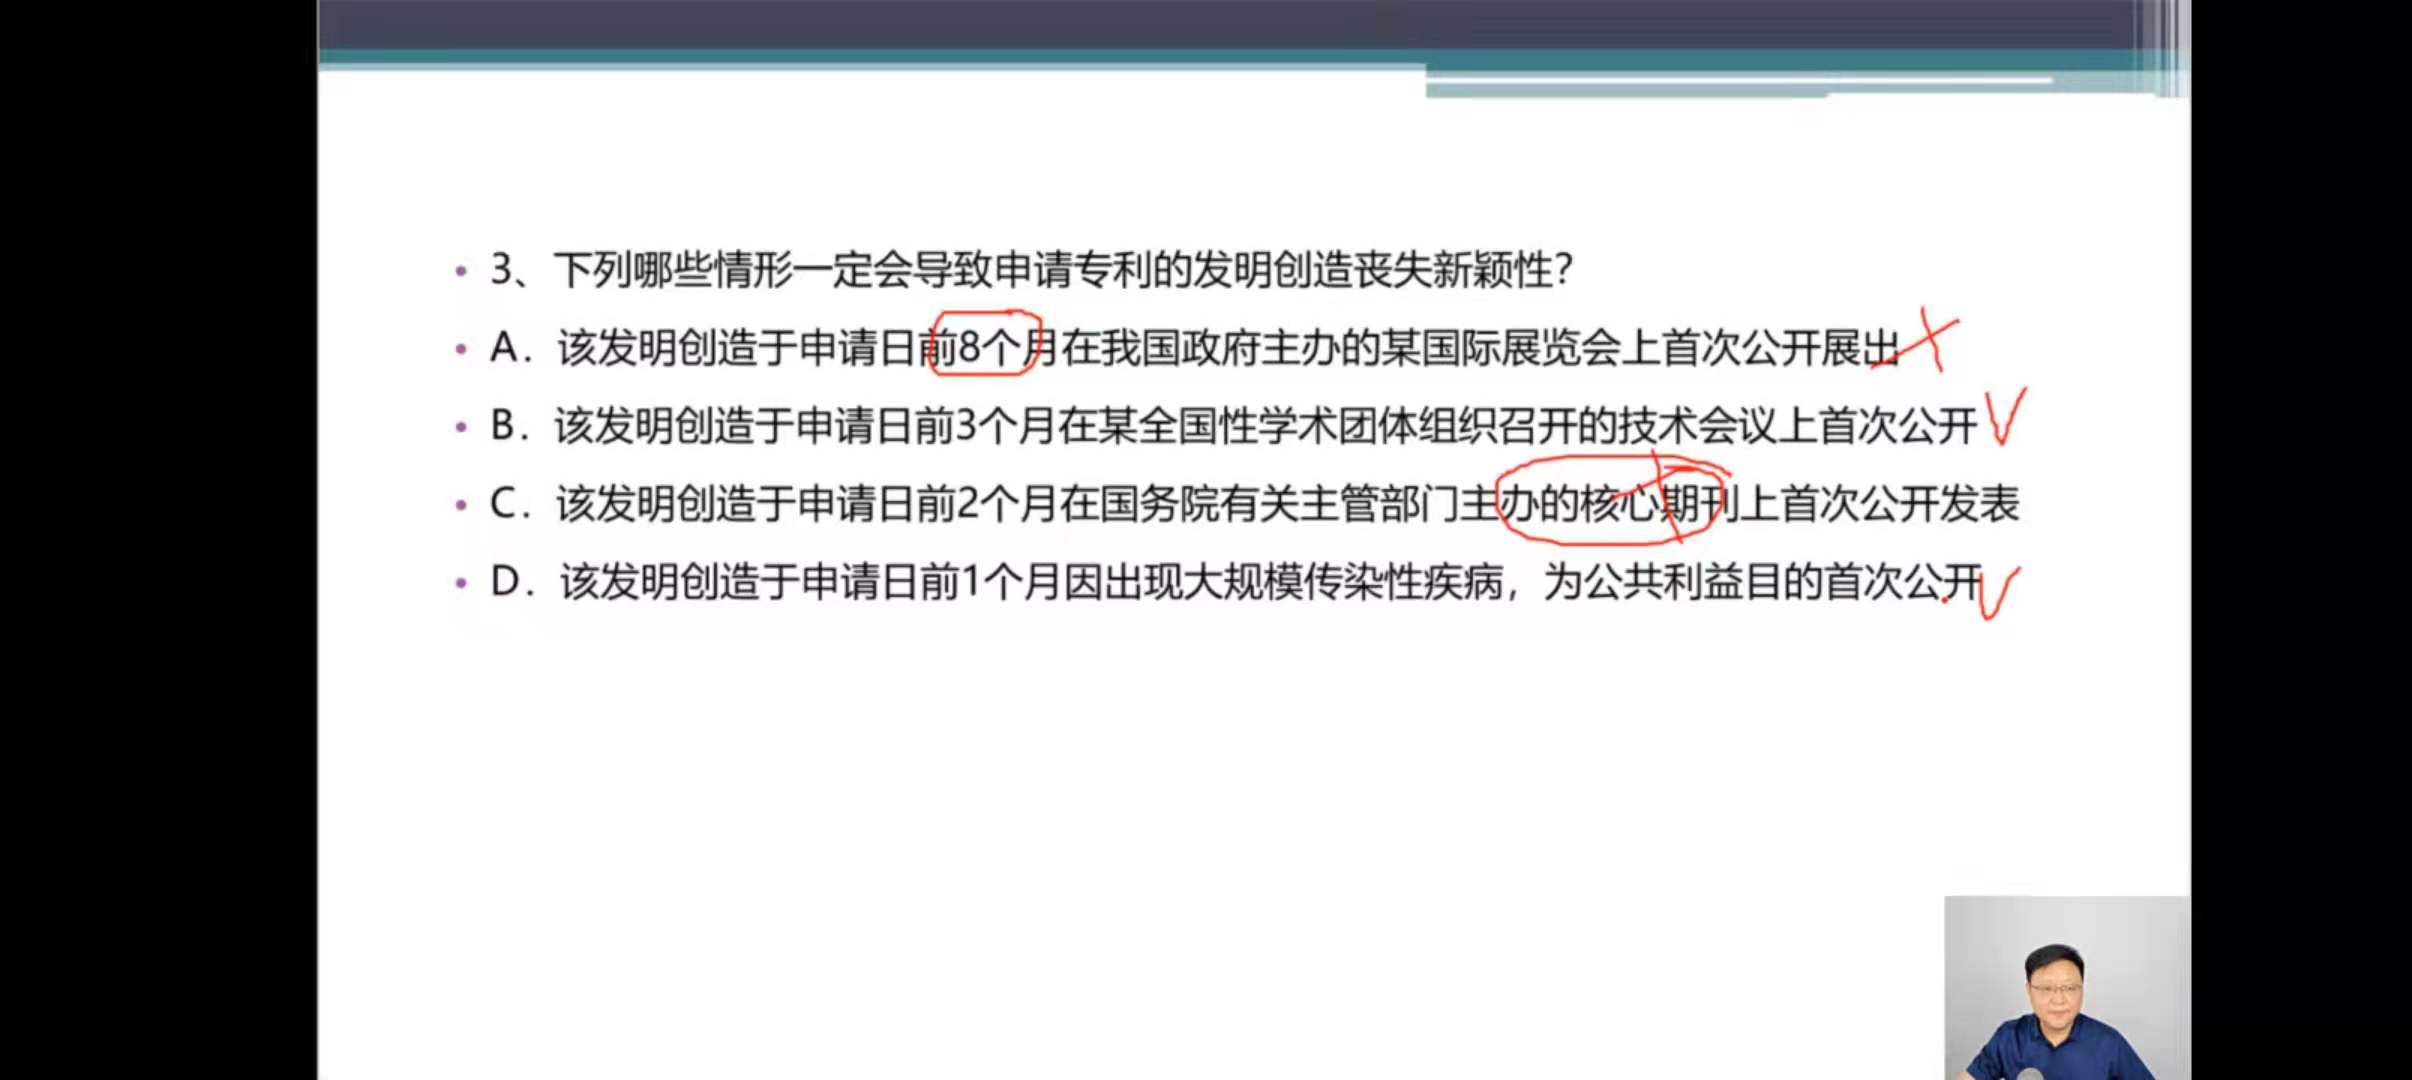 3、下列哪些情形一定会导致申请专利的发明创造丧失新颖性？
A．该发明创造于申请日前8个月在我国政府主办的某国际展览会上首次公开展出
B．该发明创造于申请日前3个月在某全国性学术团体组织召开的技术会议上首次公开
C．该发明创造于申请日前2个月在国务院有关主管部门主办的核心期刊上首次公开发表
D．该发明创造于申请日前1个月因出现大规模传染性疾病，为公共利益目的首次公开